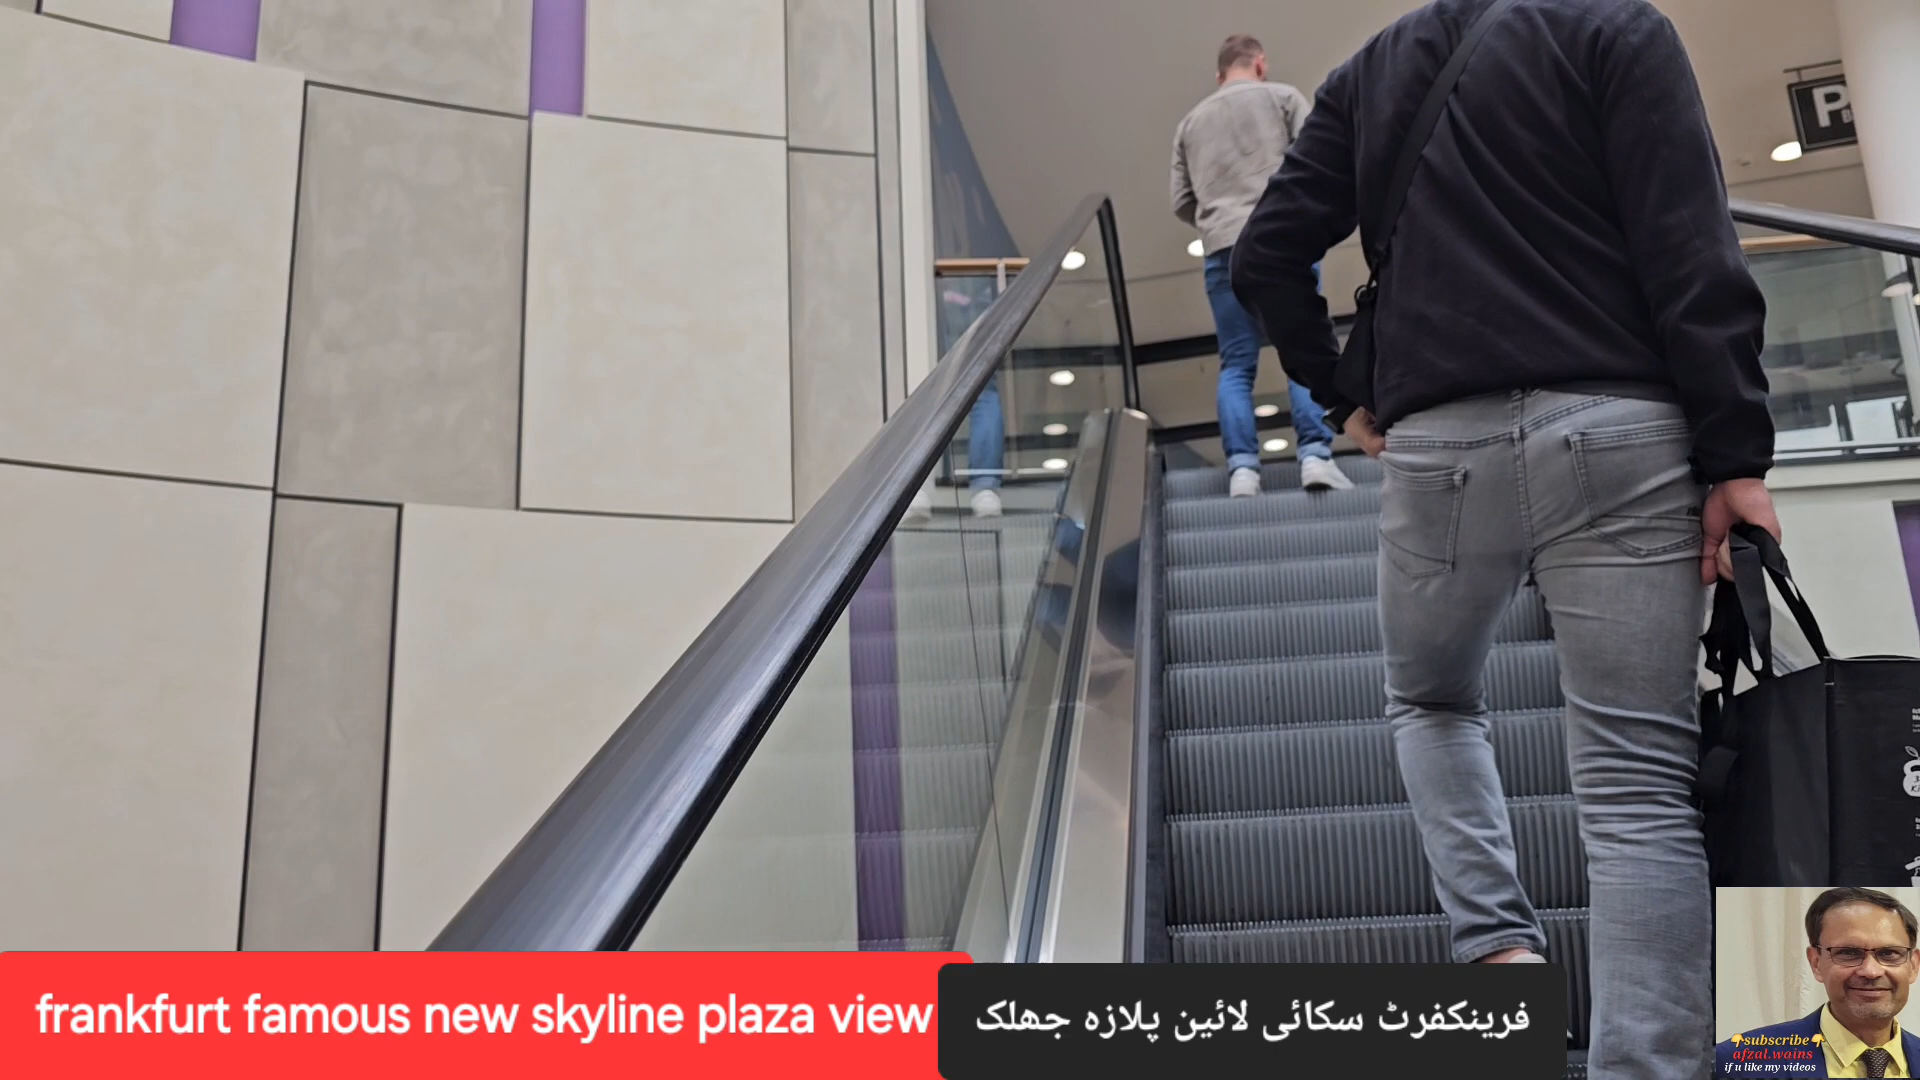 P
frankfurt famous new skyline plaza view
فرینکفرٹ سکائی لائین پلازہ جھلک
👇subscribe👇
afzal.wains
if u like my videos